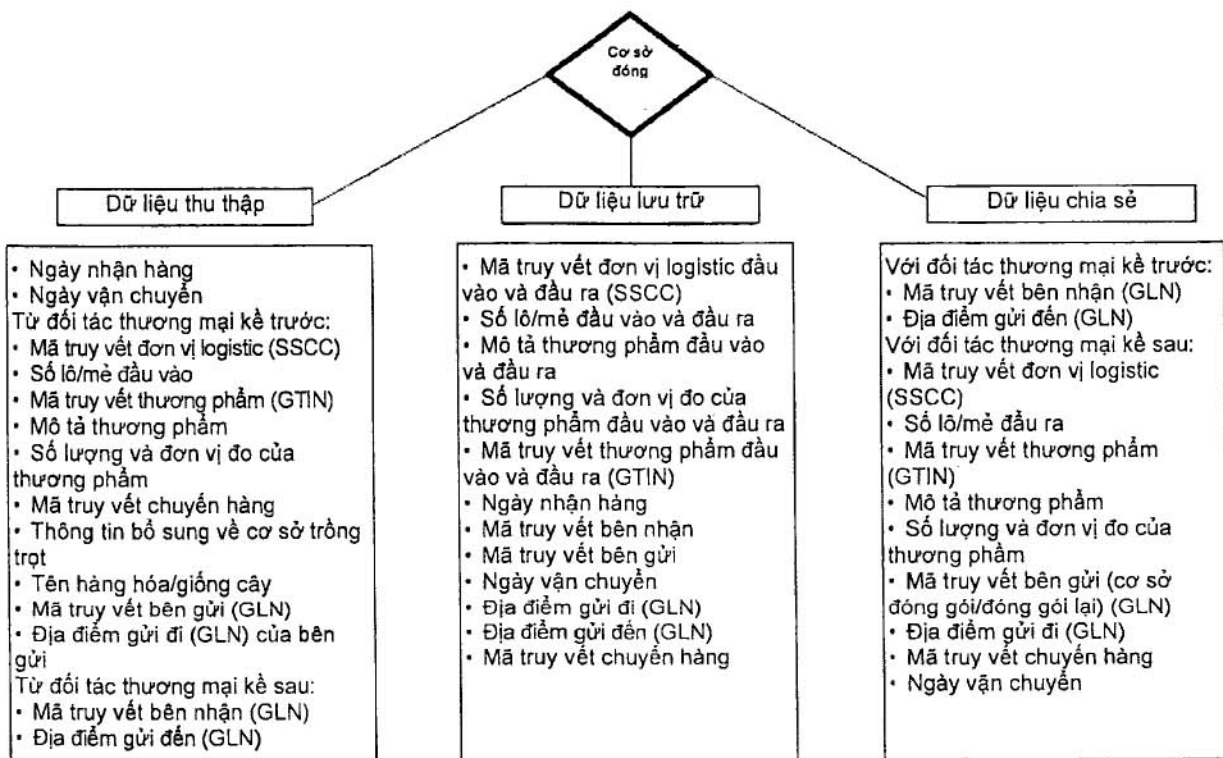 Cơ sở
đóng
Dữ liệu thu thập
• Ngày nhận hàng
• Ngày vận chuyển
Từ đối tác thương mại kề trước:
• Mã truy vết đơn vị logistic (SSCC)
• Số lô/mẻ đầu vào
• Mã truy vết thương phẩm (GTIN)
• Mô tả thương phẩm
• Số lượng và đơn vị đo của
thương phẩm
• Mã truy vết chuyến hàng
• Thông tin bổ sung về cơ sở trồng
trọt
• Tên hàng hóa/giống cây
• Mã truy vết bên gửi (GLN)
• Địa điểm gửi đi (GLN) của bên
gửi
Từ đối tác thương mại kề sau:
• Mã truy vết bên nhận (GLN)
• Địa điểm gửi đến (GLN)
Dữ liệu lưu trữ
• Mã truy vết đơn vị logistic đầu
vào và đầu ra (SSCC)
• Số lô/mẻ đầu vào và đầu ra
• Mô tả thương phẩm đầu vào
và đầu ra
• Số lượng và đơn vị đo của
thương phẩm đầu vào và đầu ra
• Mã truy vết thương phẩm đầu
vào và đầu ra (GTIN)
• Ngày nhận hàng
• Mã truy vết bên nhận
• Mã truy vết bên gửi
• Ngày vận chuyển
• Địa điểm gửi đi (GLN)
• Địa điểm gửi đến (GLN)
• Mã truy vết chuyến hàng
Dữ liệu chia sẻ
Với đối tác thương mại kề trước:
• Mã truy vết bên nhận (GLN)
• Địa điểm gửi đến (GLN)
Với đối tác thương mại kề sau:
• Mã truy vết đơn vị logistic
(SSCC)
• Số lô/mẻ đầu ra
• Mã truy vết thương phẩm
(GTIN)
• Mô tả thương phẩm
• Số lượng và đơn vị đo của
thương phẩm
• Mã truy vết bên gửi (cơ sở
đóng gói/đóng gói lại) (GLN)
• Địa điểm gửi đi (GLN)
• Mã truy vết chuyến hàng
• Ngày vận chuyển